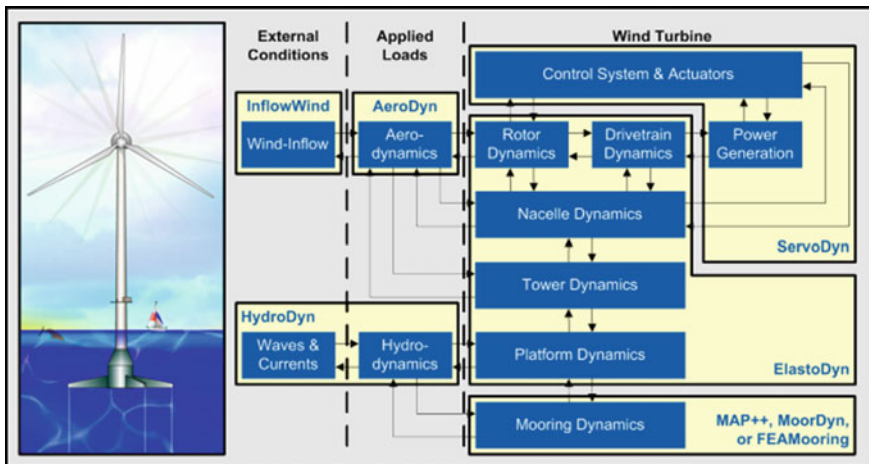 External
Conditions
Applied
Loads
Wind Turbine
Control System & Actuators
InflowWind
AeroDyn
Wind-Inflow
Aero-
dynamics
Rotor
Dynamics
Drivetrain
Dynamics
Power
Generation
Nacelle Dynamics
ServoDyn
Tower Dynamics
HydroDyn
Waves &
Currents
Hydro-
dynamics
Platform Dynamics
ElastoDyn
Mooring Dynamics
MAP++, MoorDyn,
or FEAMooring